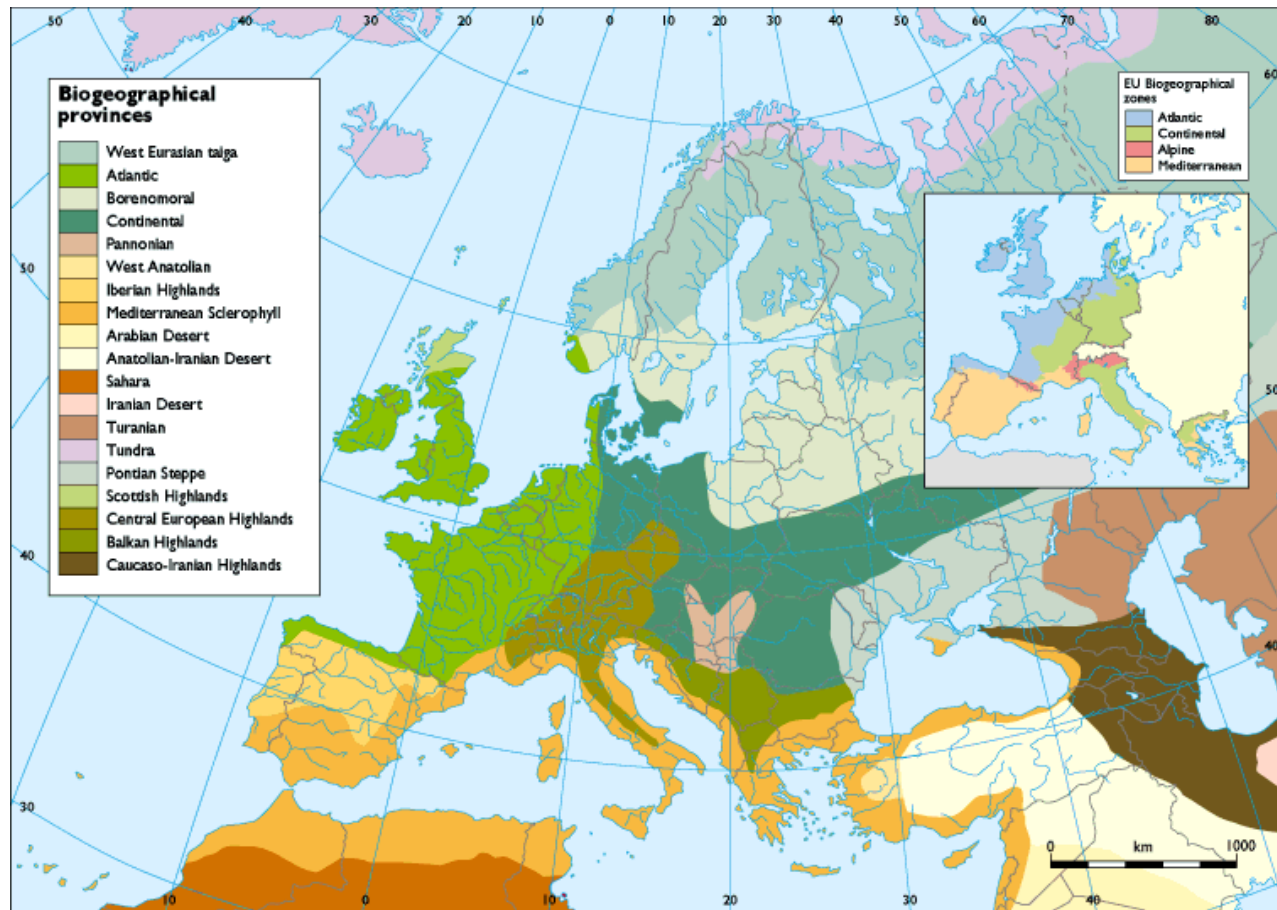 50
40
30
20
10
0
10
20
30
40
50
60
70
80
Biogeographical
provinces
West Eurasian taiga
Atlantic
Borenomoral
Continental
Pannonian
West Anatolian
Iberian Highlands
Mediterranean Sclerophyll
Arabian Desert
Anatolian-Iranian Desert
Sahara
Iranian Desert
Turanian
Tundra
Pontian Steppe
Scottish Highlands
Central European Highlands
Balkan Highlands
Caucaso-Iranian Highlands
EU Biogeographical
zones
Atlantic
Continental
Alpine
Mediterranean
60
50
40
50
40
30
0 km 1000
10
0
10
20
30
40